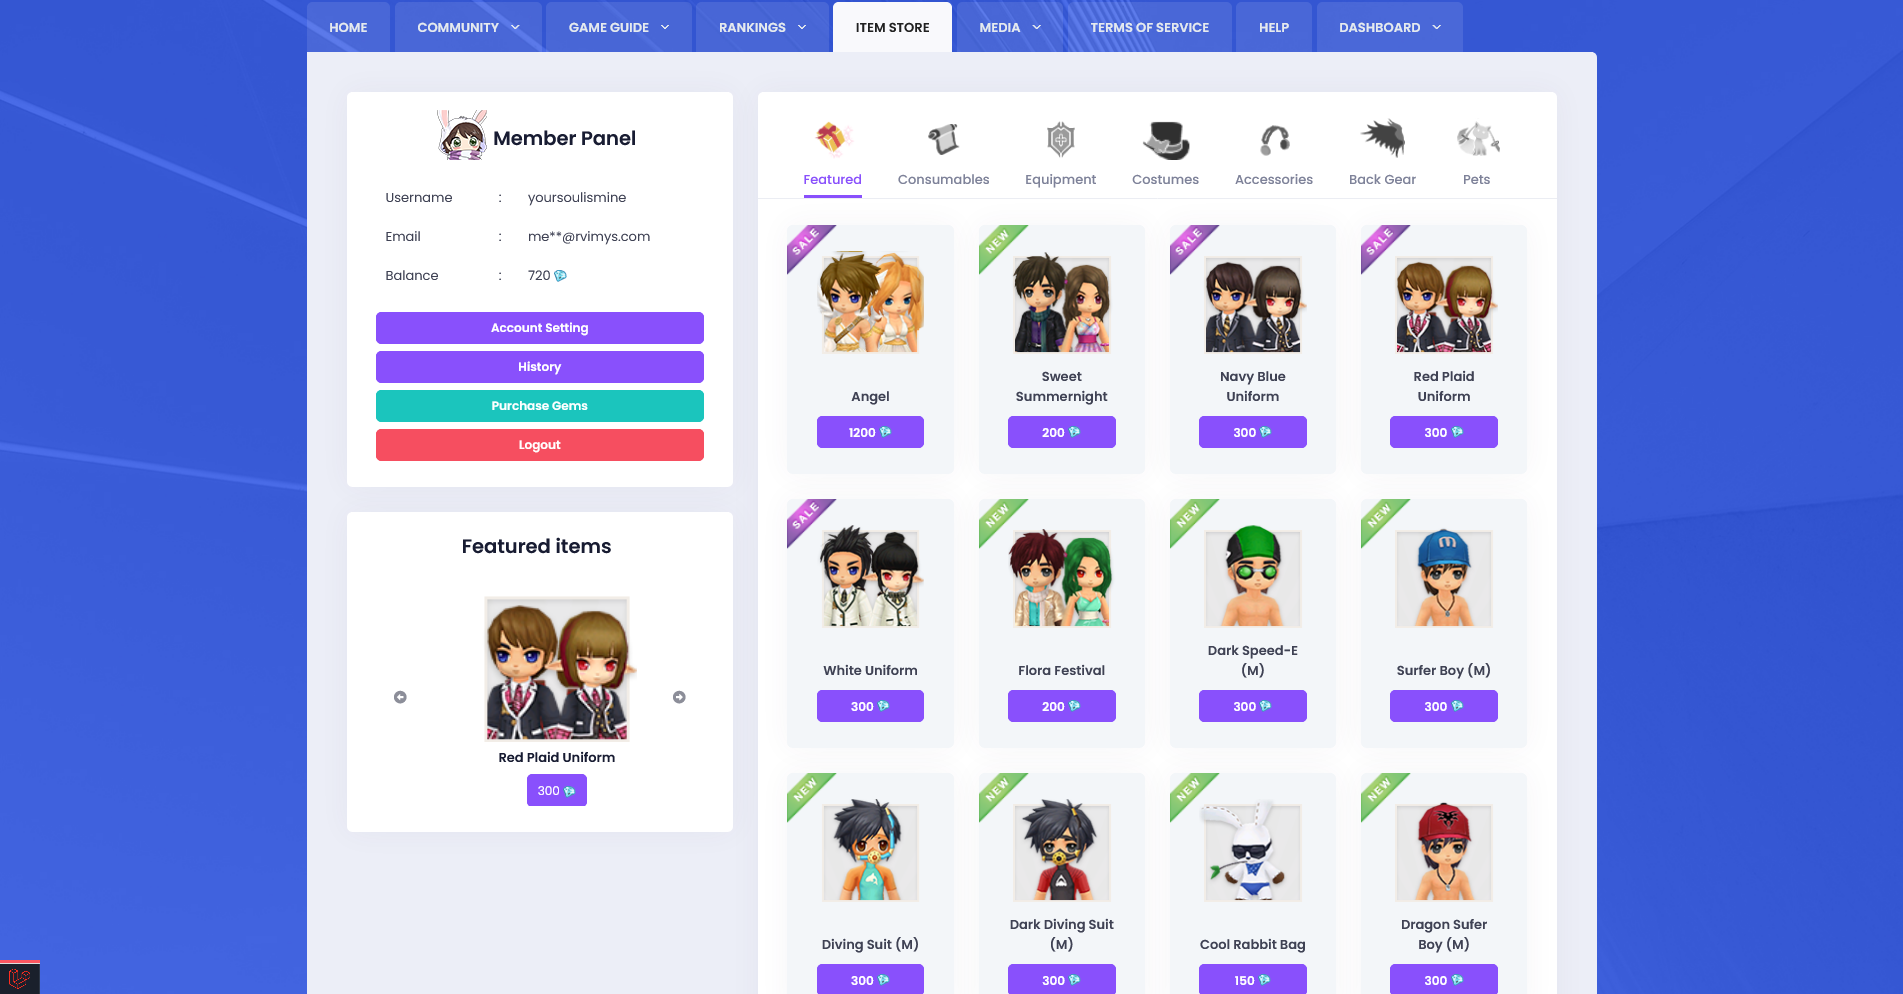 HOME
COMMUNITY
GAME GUIDE
RANKINGS
ITEM STORE
MEDIA
TERMS OF SERVICE
HELP
DASHBOARD
Member Panel
Username : yoursoulismine
Email : me**@rvimys.com
Balance : 720
Account Setting
History
Purchase Gems
Logout
Featured items
Red Plaid Uniform
300
Featured
Consumables
Equipment
Costumes
Accessories
Back Gear
Pets
SALE
Angel
1200
NEW
Sweet
Summernight
200
SALE
Navy Blue
Uniform
300
SALE
Red Plaid
Uniform
300
SALE
White Uniform
300
NEW
Flora Festival
200
NEW
Dark Speed-E
(M)
300
NEW
Surfer Boy (M)
300
NEW
Diving Suit (M)
300
NEW
Dark Diving Suit
(M)
300
NEW
Cool Rabbit Bag
150
NEW
Dragon Sufer
Boy (M)
300